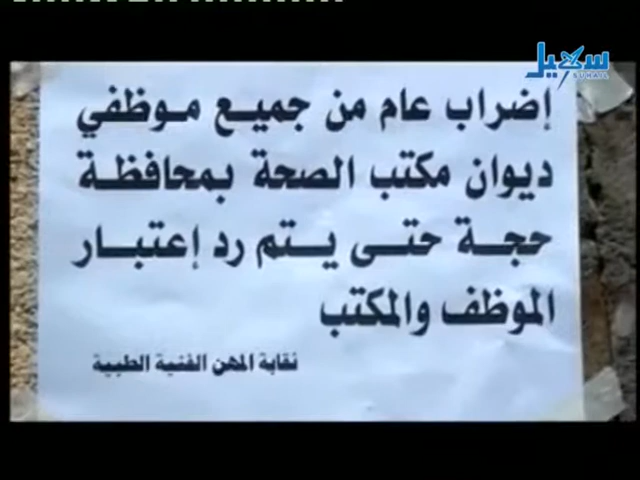 سهيل
SUHAIL
إضراب عام من جميع موظفي
ديوان مكتب الصحة بمحافظة
حجة حتى يتم رد إعتبار
الموظف والمكتب
نقابة المهن الفنية الطبية